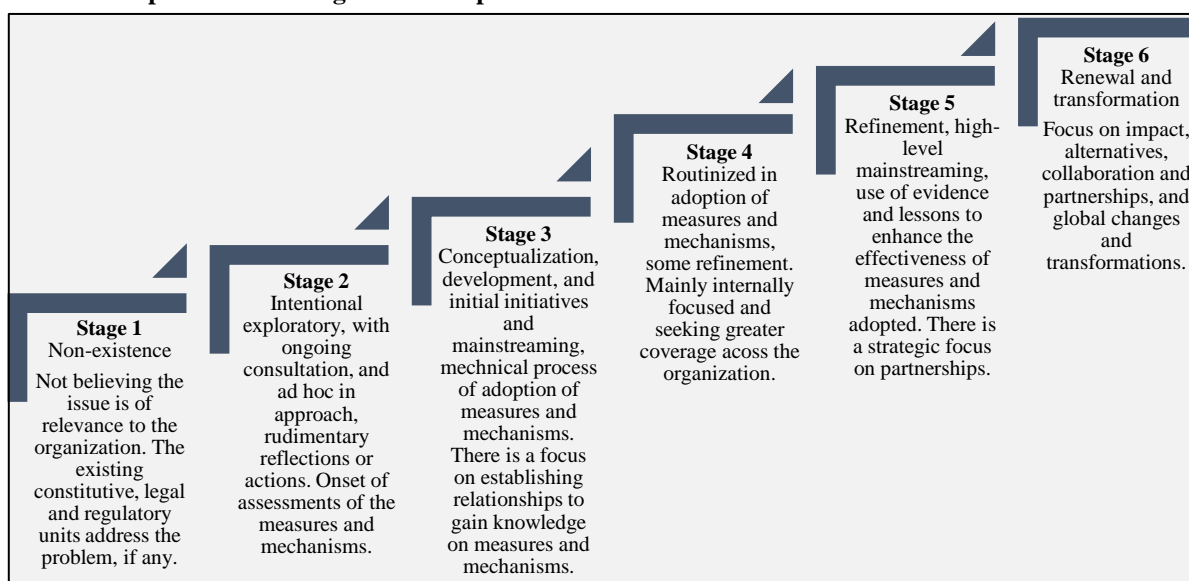 Stage 1
Non-existence
Not believing the
issue is of
relevance to the
organization. The
existing
constitutive, legal
and regulatory
units address the
problem, if any.
Stage 2
Intentional
exploratory, with
ongoing
consultation, and
ad hoc in
approach,
rudimentary
reflections or
actions. Onset of
assessments of the
measures and
mechanisms.
Stage 3
Conceptualization,
development, and
initial initiatives
and
mainstreaming,
mechnical process
of adoption of
measures and
mechanisms.
There is a focus
on establishing
relationships to
gain knowledge
on measures and
mechanisms.
Stage 4
Routinized in
adoption of
measures and
mechanisms,
some refinement.
Mainly internally
focused and
seeking greater
coverage acoss the
organization.
Stage 5
Refinement, high-
level
mainstreaming,
use of evidence
and lessons to
enhance the
effectiveness of
measures and
mechanisms
adopted. There is
a strategic focus
on partnerships.
Stage 6
Renewal and
transformation
Focus on impact,
alternatives,
collaboration and
partnerships, and
global changes
and
transformations.